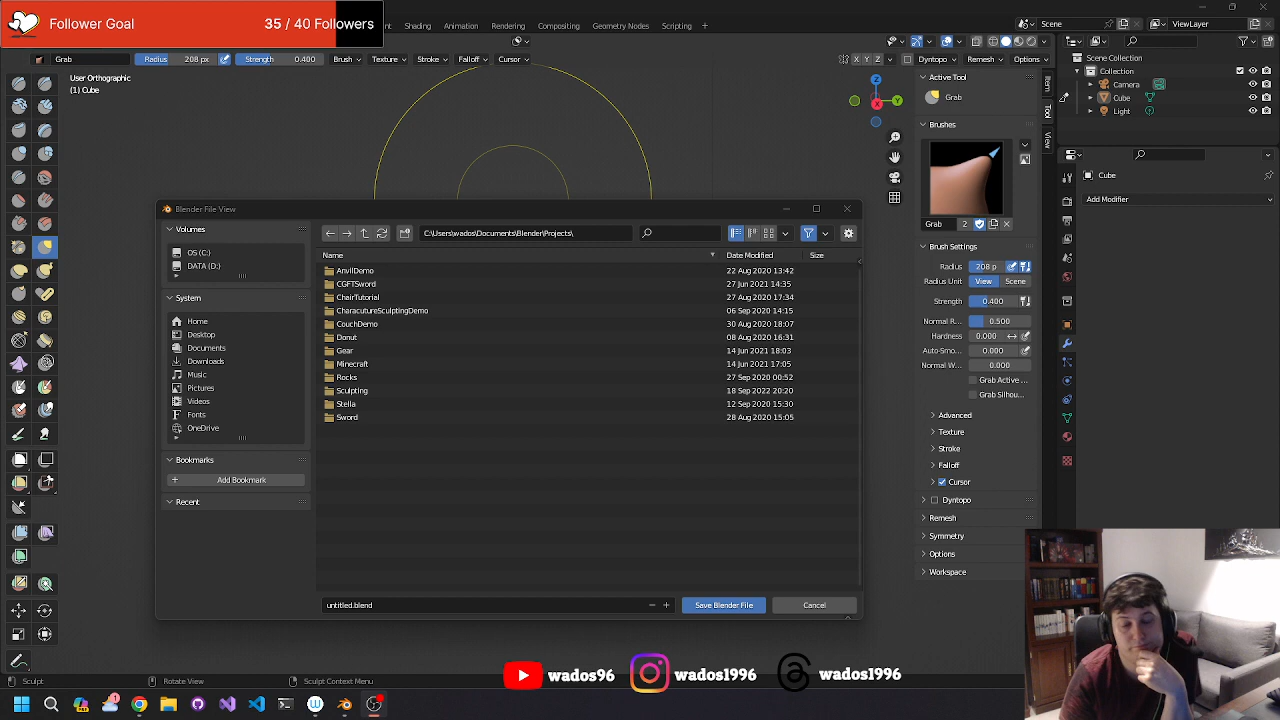 Follower Goal 35 / 40 Followers
Shading Animation Rendering Compositing Geometry Nodes Scripting +
Scene ViewLayer
Grab Radius 208 px Strength 0.400 Brush Texture Stroke Falloff Cursor
X Y Z Dyntopo Remesh Options
User Orthographic
(1) Cube
Z
Y
X
Item
Tool
View
Active Tool
Grab
Brushes
Grab 2
Brush Settings
Radius 208 p
Radius Unit View Scene
Strength 0.400
Normal R... 0.500
Hardness 0.000
Auto-Smo... 0.000
Normal W... 0.000
Grab Active ...
Grab Silhou...
Advanced
Texture
Stroke
Falloff
Cursor
Dyntopo
Remesh
Symmetry
Options
Workspace
Scene Collection
Collection
Camera
Cube
Light
Cube
Add Modifier
Blender File View
Volumes
OS (C:)
DATA (D:)
System
Home
Desktop
Documents
Downloads
Music
Pictures
Videos
Fonts
OneDrive
Bookmarks
+ Add Bookmark
Recent
C:\Users\wados\Documents\Blender\Projects\
Name Date Modified Size
AnvilDemo 22 Aug 2020 13:42
CGFTSword 27 Jun 2021 14:35
ChairTutorial 27 Aug 2020 17:34
CharacutureSculptingDemo 06 Sep 2020 14:15
CouchDemo 30 Aug 2020 18:07
Donut 08 Aug 2020 16:31
Gear 14 Jun 2021 18:03
Minecraft 14 Jun 2021 17:05
Rocks 27 Sep 2020 00:52
Sculpting 18 Sep 2022 20:20
Stella 12 Sep 2020 15:30
Sword 28 Aug 2020 15:05
untitled.blend − + Save Blender File Cancel
wados96 wados1996 wados1996
Sculpt Rotate View Sculpt Context Menu